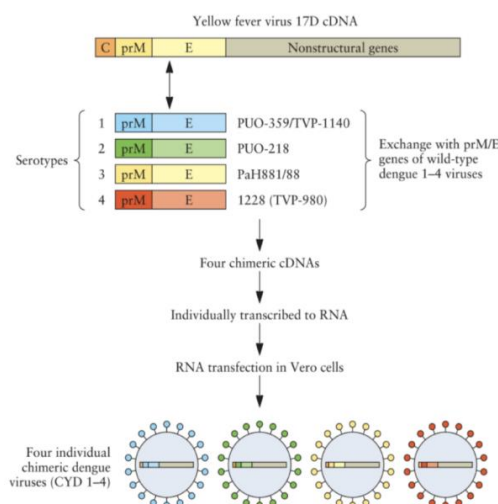 Yellow fever virus 17D cDNA
C prM E Nonstructural genes
1 prM E PUO-359/TVP-1140
2 prM E PUO-218
3 prM E PaH881/88
4 prM E 1228 (TVP-980)
Serotypes
Exchange with prM/E
genes of wild-type
dengue 1–4 viruses
Four chimeric cDNAs
Individually transcribed to RNA
RNA transfection in Vero cells
Four individual
chimeric dengue
viruses (CYD 1–4)